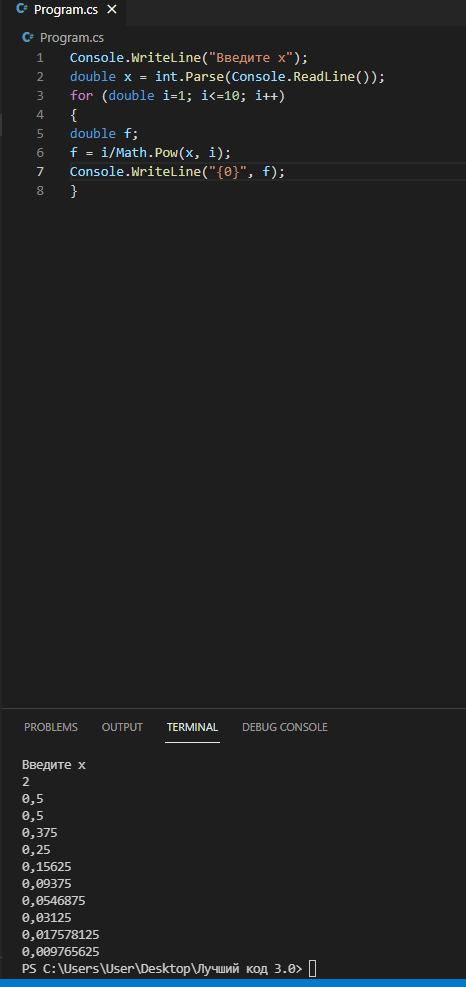 Program.cs
Program.cs
1 Console.WriteLine("Введите x");
2 double x = int.Parse(Console.ReadLine());
3 for (double i=1; i<=10; i++)
4 {
5 double f;
6 f = i/Math.Pow(x, i);
7 Console.WriteLine("{0}", f);
8 }
PROBLEMS OUTPUT TERMINAL DEBUG CONSOLE
Введите x
2
0,5
0,5
0,375
0,25
0,15625
0,09375
0,0546875
0,03125
0,017578125
0,009765625
PS C:\Users\User\Desktop\Лучший код 3.0>